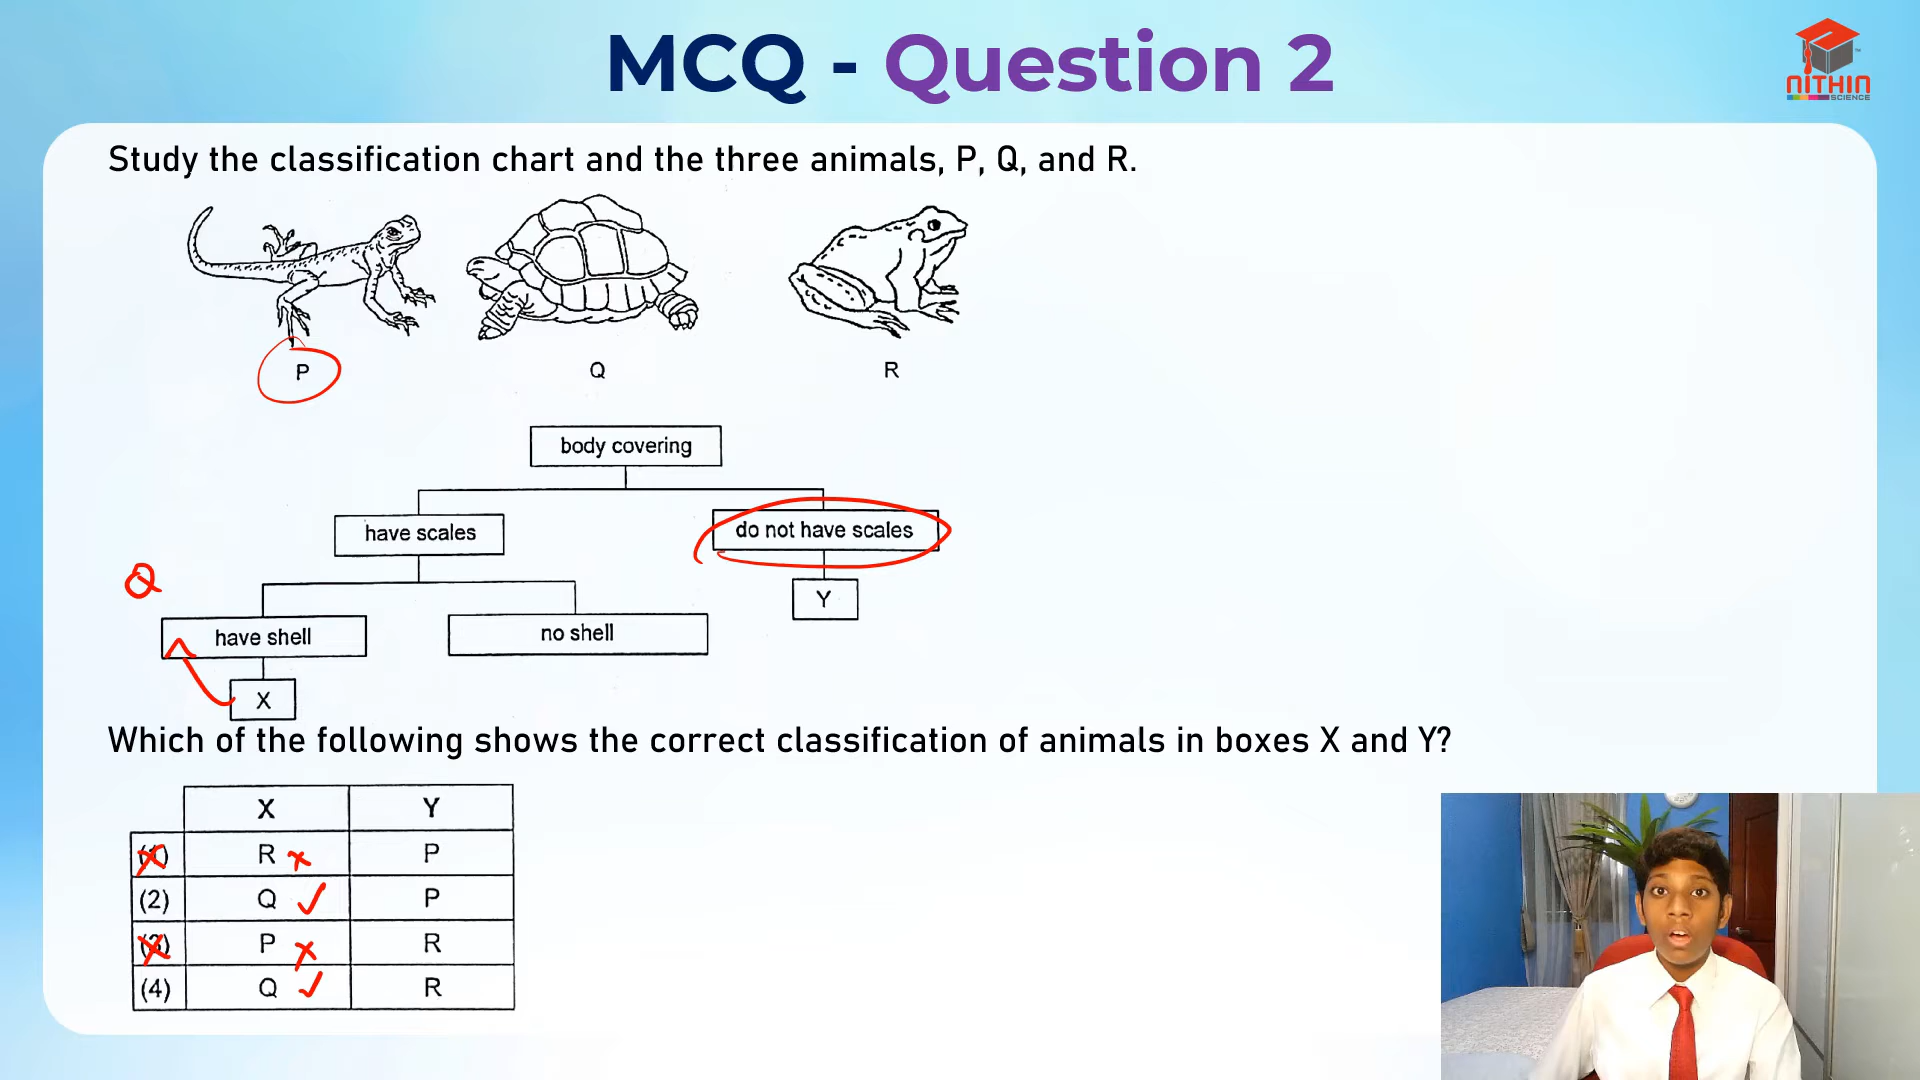 MCQ - Question 2
NITHIN
SCIENCE
Study the classification chart and the three animals, P, Q, and R.
P
Q
R
body covering
have scales
do not have scales
Q
Y
have shell
no shell
X
Which of the following shows the correct classification of animals in boxes X and Y?
X Y
(1) R P
(2) Q P
(3) P R
(4) Q R